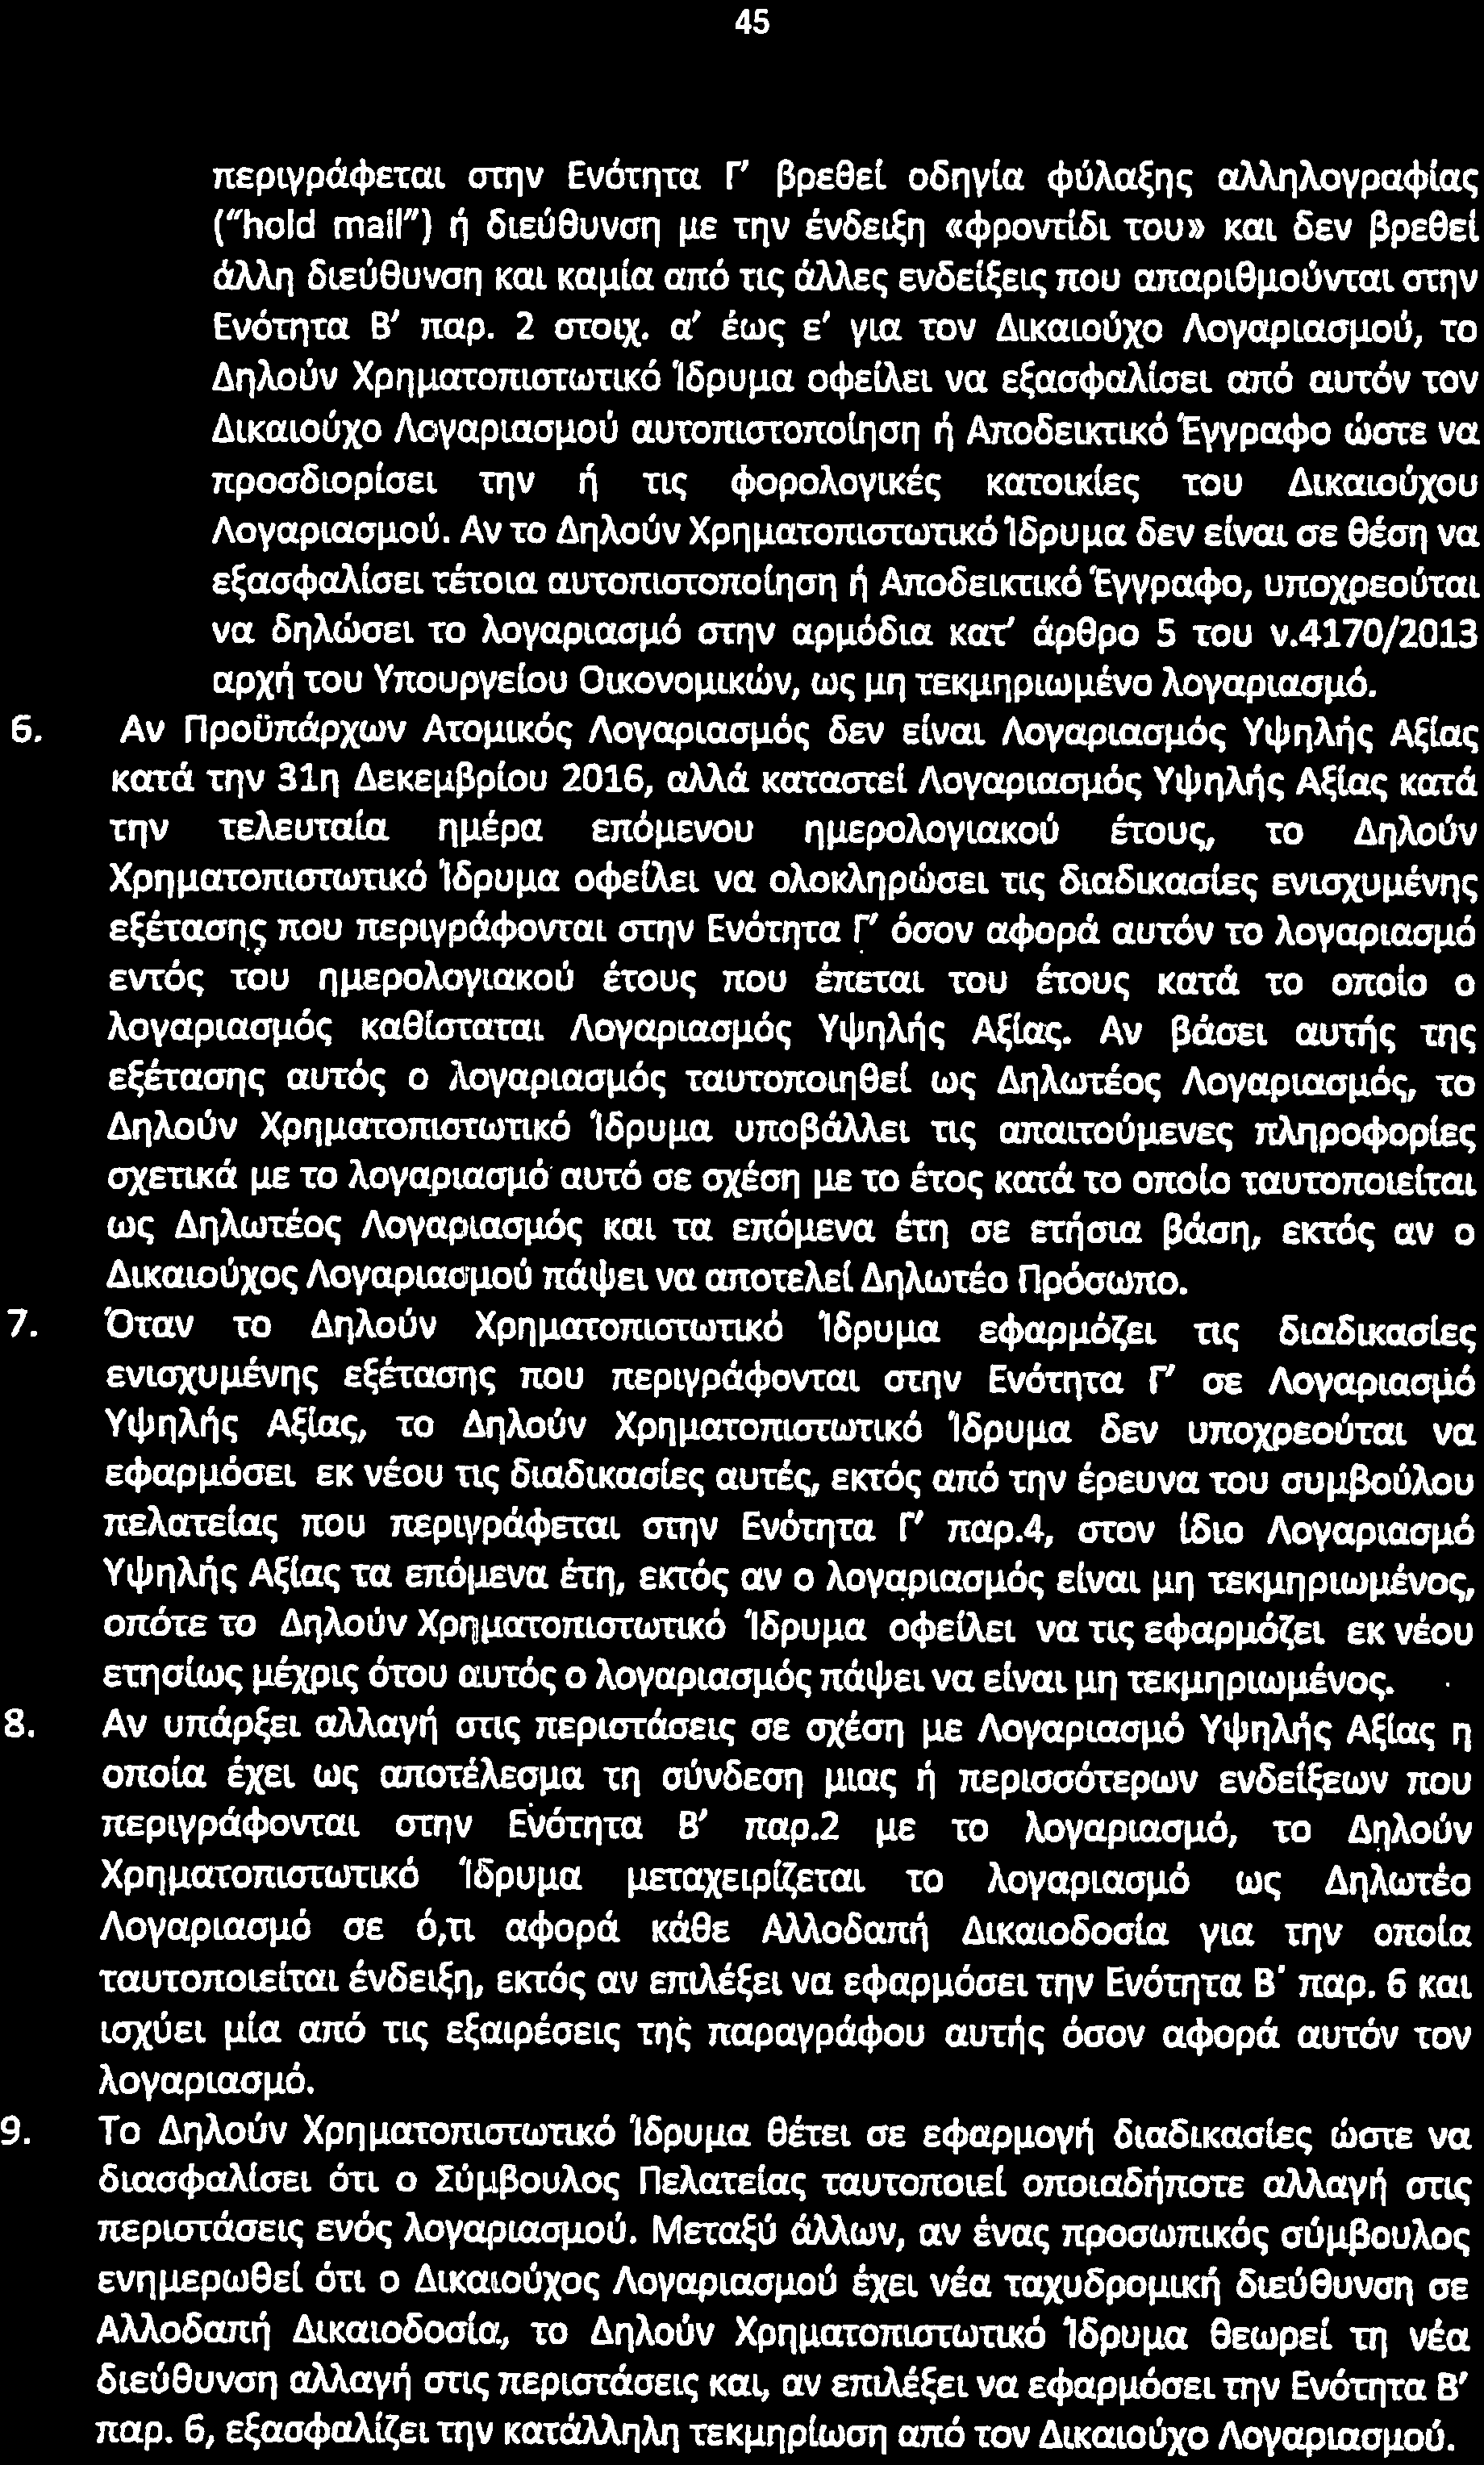 45
περιγράφεται στην Ενότητα Γ' βρεθεί οδηγία φύλαξης αλληλογραφίας
("hold mail") ή διεύθυνση με την ένδειξη «φροντίδι του» και δεν βρεθεί
άλλη διεύθυνση και καμία από τις άλλες ενδείξεις που απαριθμούνται στην
Ενότητα Β' παρ. 2 στοιχ. α' έως ε' για τον Δικαιούχο Λογαριασμού, το
Δηλούν Χρηματοπιστωτικό Ίδρυμα οφείλει να εξασφαλίσει από αυτόν τον
Δικαιούχο Λογαριασμού αυτοπιστοποίηση ή Αποδεικτικό Έγγραφο ώστε να
προσδιορίσει την ή τις φορολογικές κατοικίες του Δικαιούχου
Λογαριασμού. Αν το Δηλούν Χρηματοπιστωτικό Ίδρυμα δεν είναι σε θέση να
εξασφαλίσει τέτοια αυτοπιστοποίηση ή Αποδεικτικό Έγγραφο, υποχρεούται
να δηλώσει το λογαριασμό στην αρμόδια κατ' άρθρο 5 του ν.4170/2013
αρχή του Υπουργείου Οικονομικών, ως μη τεκμηριωμένο λογαριασμό.
6. Αν Προϋπάρχων Ατομικός Λογαριασμός δεν είναι Λογαριασμός Υψηλής Αξίας
κατά την 31η Δεκεμβρίου 2016, αλλά καταστεί Λογαριασμός Υψηλής Αξίας κατά
την τελευταία ημέρα επόμενου ημερολογιακού έτους, το Δηλούν
Χρηματοπιστωτικό Ίδρυμα οφείλει να ολοκληρώσει τις διαδικασίες ενισχυμένης
εξέτασης που περιγράφονται στην Ενότητα Γ' όσον αφορά αυτόν το λογαριασμό
εντός του ημερολογιακού έτους που έπεται του έτους κατά το οποίο ο
λογαριασμός καθίσταται Λογαριασμός Υψηλής Αξίας. Αν βάσει αυτής της
εξέτασης αυτός ο λογαριασμός ταυτοποιηθεί ως Δηλωτέος Λογαριασμός, το
Δηλούν Χρηματοπιστωτικό Ίδρυμα υποβάλλει τις απαιτούμενες πληροφορίες
σχετικά με το λογαριασμό αυτό σε σχέση με το έτος κατά το οποίο ταυτοποιείται
ως Δηλωτέος Λογαριασμός και τα επόμενα έτη σε ετήσια βάση, εκτός αν ο
Δικαιούχος Λογαριασμού πάψει να αποτελεί Δηλωτέο Πρόσωπο.
7. Όταν το Δηλούν Χρηματοπιστωτικό Ίδρυμα εφαρμόζει τις διαδικασίες
ενισχυμένης εξέτασης που περιγράφονται στην Ενότητα Γ' σε Λογαριασμό
Υψηλής Αξίας, το Δηλούν Χρηματοπιστωτικό Ίδρυμα δεν υποχρεούται να
εφαρμόσει εκ νέου τις διαδικασίες αυτές, εκτός από την έρευνα του συμβούλου
πελατείας που περιγράφεται στην Ενότητα Γ' παρ.4, στον ίδιο Λογαριασμό
Υψηλής Αξίας τα επόμενα έτη, εκτός αν ο λογαριασμός είναι μη τεκμηριωμένος,
οπότε το Δηλούν Χρηματοπιστωτικό Ίδρυμα οφείλει να τις εφαρμόζει εκ νέου
ετησίως μέχρις ότου αυτός ο λογαριασμός πάψει να είναι μη τεκμηριωμένος.
8. Αν υπάρξει αλλαγή στις περιστάσεις σε σχέση με Λογαριασμό Υψηλής Αξίας η
οποία έχει ως αποτέλεσμα τη σύνδεση μιας ή περισσότερων ενδείξεων που
περιγράφονται στην Ενότητα Β' παρ.2 με το λογαριασμό, το Δηλούν
Χρηματοπιστωτικό Ίδρυμα μεταχειρίζεται το λογαριασμό ως Δηλωτέο
Λογαριασμό σε ό,τι αφορά κάθε Αλλοδαπή Δικαιοδοσία για την οποία
ταυτοποιείται ένδειξη, εκτός αν επιλέξει να εφαρμόσει την Ενότητα Β' παρ. 6 και
ισχύει μία από τις εξαιρέσεις της παραγράφου αυτής όσον αφορά αυτόν τον
λογαριασμό.
9. Το Δηλούν Χρηματοπιστωτικό Ίδρυμα θέτει σε εφαρμογή διαδικασίες ώστε να
διασφαλίσει ότι ο Σύμβουλος Πελατείας ταυτοποιεί οποιαδήποτε αλλαγή στις
περιστάσεις ενός λογαριασμού. Μεταξύ άλλων, αν ένας προσωπικός σύμβουλος
ενημερωθεί ότι ο Δικαιούχος Λογαριασμού έχει νέα ταχυδρομική διεύθυνση σε
Αλλοδαπή Δικαιοδοσία, το Δηλούν Χρηματοπιστωτικό Ίδρυμα θεωρεί τη νέα
διεύθυνση αλλαγή στις περιστάσεις και, αν επιλέξει να εφαρμόσει την Ενότητα Β'
παρ. 6, εξασφαλίζει την κατάλληλη τεκμηρίωση από τον Δικαιούχο Λογαριασμού.